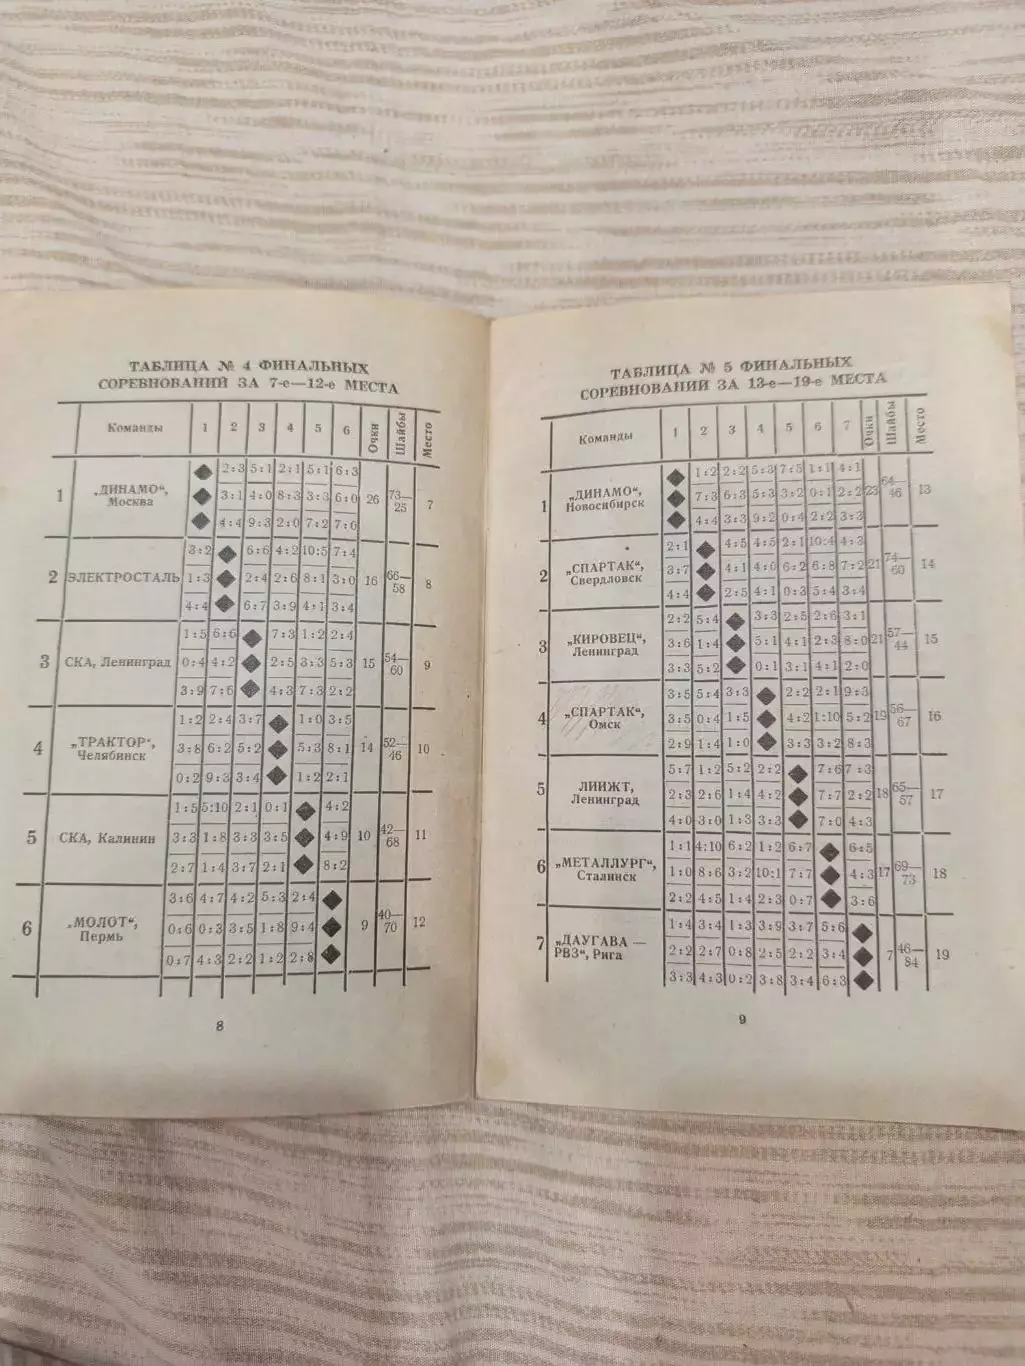 ТАБЛИЦА № 4 ФИНАЛЬНЫХ
СОРЕВНОВАНИЙ ЗА 7-е—12-е МЕСТА
Команды 1 2 3 4 5 6 Очки Шайбы Место
2:3 5:1 2:1 5:1 6:3
1 „ДИНАМО“, Москва 3:1 4:0 8:3 3:3 6:0 26 73—25 7
4:4 9:3 2:0 7:2 7:0
3:2 6:6 4:2 10:5 7:4
2 ЭЛЕКТРОСТАЛЬ 1:3 2:4 2:6 8:1 3:0 16 66—58 8
4:4 6:7 3:9 4:1 3:4
1:5 6:6 7:3 1:2 2:4
3 СКА, Ленинград 0:4 4:2 2:5 3:3 5:3 15 54—60 9
3:9 7:6 4:3 7:3 2:2
1:2 2:4 3:7 1:0 3:5
4 „ТРАКТОР“, Челябинск 3:8 6:2 5:2 5:3 8:1 14 52—46 10
0:2 9:3 3:4 1:2 2:1
1:5 5:10 2:1 0:1 4:2
5 СКА, Калинин 3:3 1:8 3:3 3:5 4:9 10 42—68 11
2:7 1:4 3:7 2:1 8:2
3:6 4:7 4:2 5:3 2:4
6 „МОЛОТ“, Пермь 0:6 0:3 3:5 1:8 9:4 9 40—70 12
0:7 4:3 2:2 1:2 2:8
8
ТАБЛИЦА № 5 ФИНАЛЬНЫХ
СОРЕВНОВАНИЙ ЗА 13-е—19-е МЕСТА
Команды 1 2 3 4 5 6 7 Очки Шайбы Место
1:2 2:2 5:3 7:5 1:1 4:1
1 „ДИНАМО“, Новосибирск 7:3 6:3 5:3 3:2 0:1 2:2 23 64—46 13
4:4 3:3 9:2 0:4 2:2 3:3
2:1 4:5 4:5 2:1 10:4 4:3
2 „СПАРТАК“, Свердловск 3:7 4:1 4:0 6:2 6:8 7:2 21 74—60 14
4:4 2:5 4:1 0:3 5:4 3:4
2:2 5:4 3:3 2:5 2:6 3:1
3 „КИРОВЕЦ“, Ленинград 3:6 1:4 5:1 4:1 2:3 8:0 21 57—44 15
3:3 5:2 0:1 3:1 4:1 2:0
3:5 5:4 3:3 2:2 2:1 9:3
4 „СПАРТАК“, Омск 3:5 0:4 1:5 4:2 1:10 5:2 19 56—67 16
2:9 1:4 1:0 3:3 3:2 8:3
5:7 1:2 5:2 2:2 7:6 7:3
5 ЛИИЖТ, Ленинград 2:3 2:6 1:4 4:2 7:7 2:2 18 65—57 17
4:0 3:0 1:3 3:3 7:0 4:3
1:1 4:10 6:2 1:2 6:7 6:5
6 „МЕТАЛЛУРГ“, Сталинск 1:0 8:6 3:2 10:1 7:7 4:3 17 69—73 18
2:2 4:5 1:4 2:3 0:7 3:6
1:4 3:4 1:3 3:9 3:7 5:6
7 „ДАУГАВА — РВЗ“, Рига 2:2 2:7 0:8 2:5 2:2 3:4 7 46—84 19
3:3 4:3 0:2 3:8 3:4 6:3
9